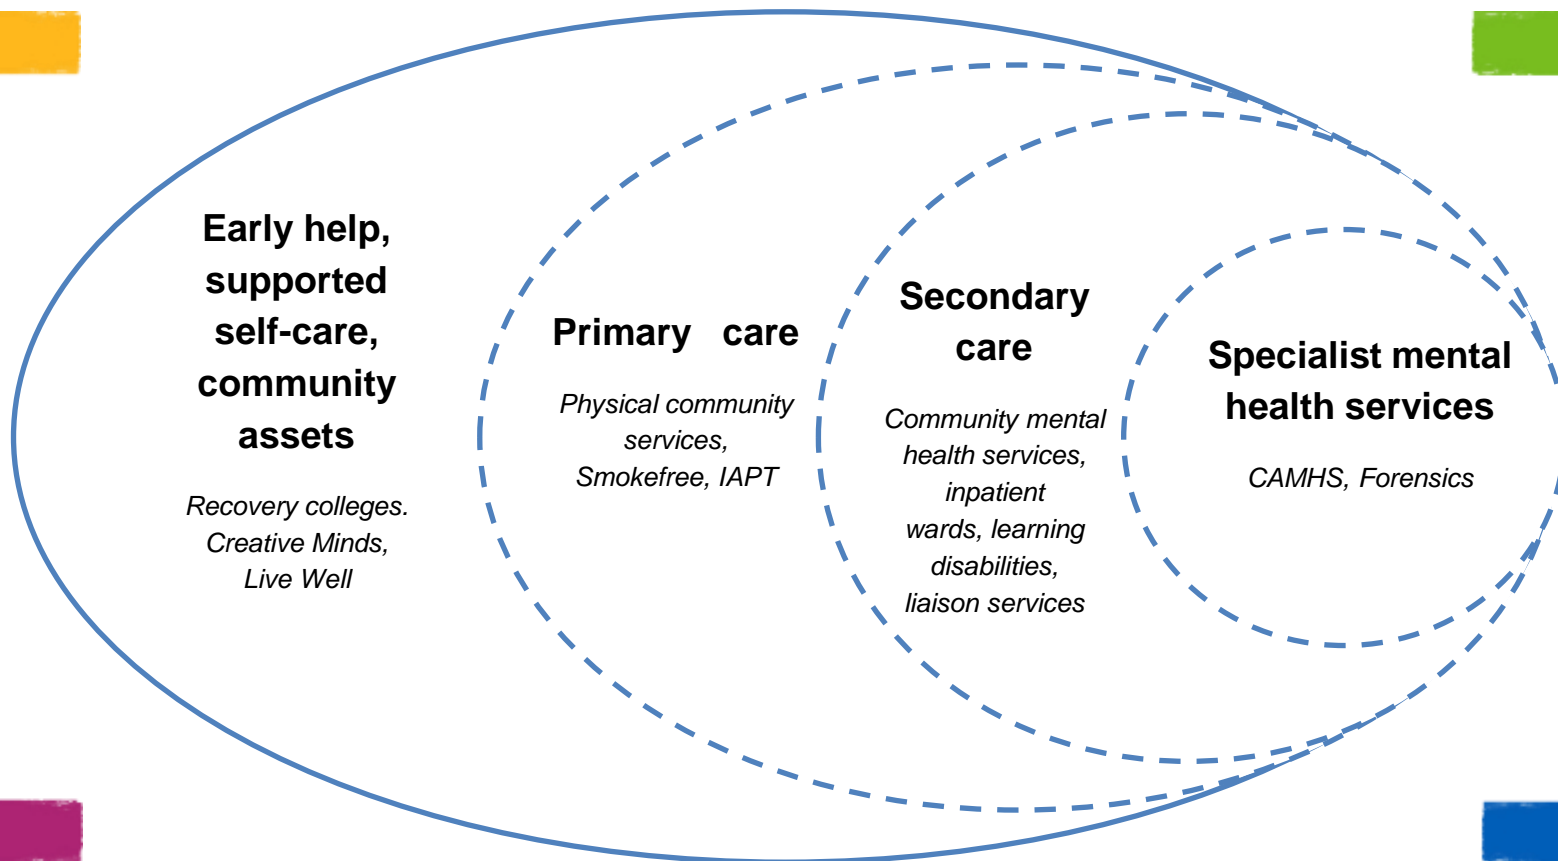 Early help,
supported
self-care,
community
assets
Recovery colleges.
Creative Minds,
Live Well
Primary care
Physical community
services,
Smokefree, IAPT
Secondary
care
Community mental
health services,
inpatient
wards, learning
disabilities,
liaison services
Specialist mental
health services
CAMHS, Forensics